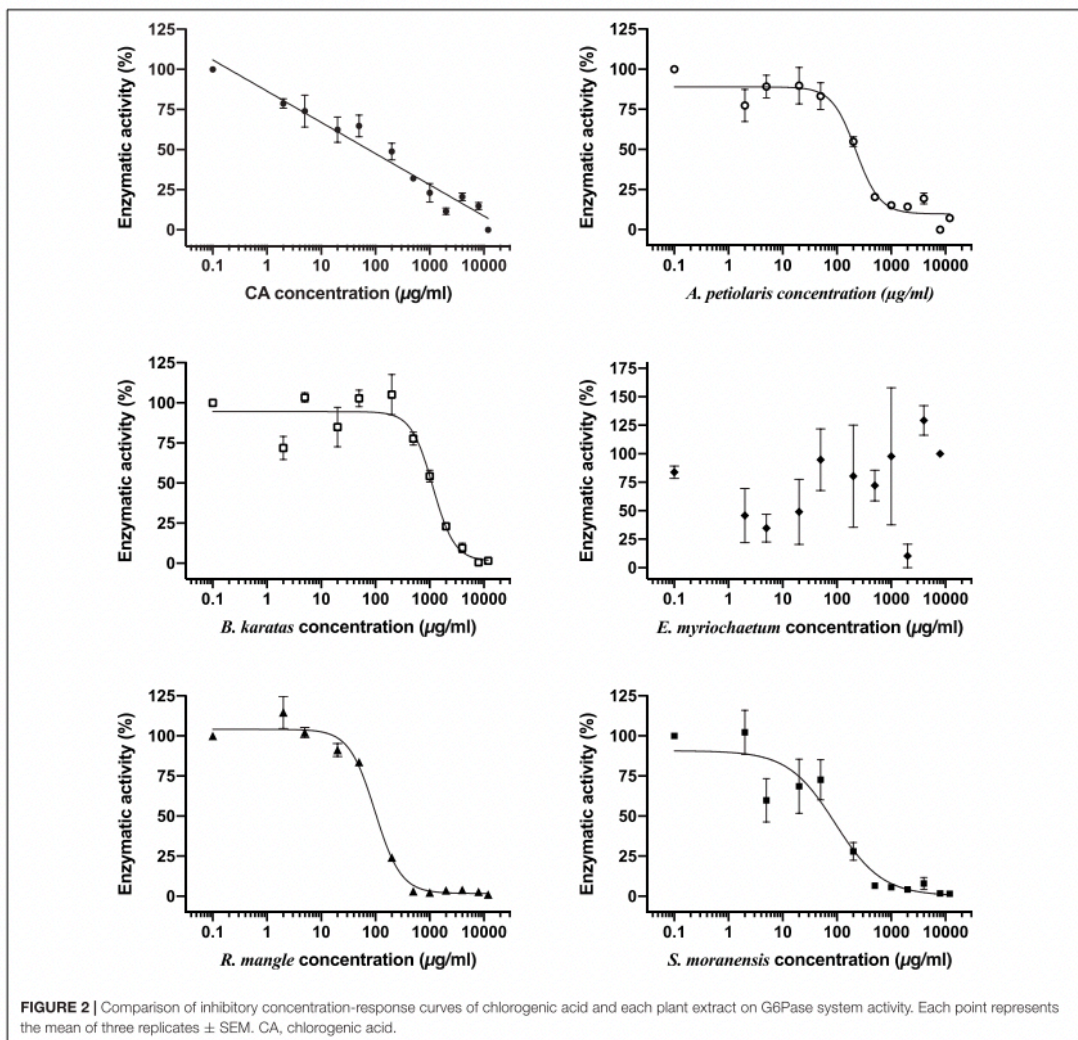 Enzymatic activity (%)
125
100
75
50
25
0
0.1 1 10 100 1000 10000
CA concentration (µg/ml)
Enzymatic activity (%)
125
100
75
50
25
0
0.1 1 10 100 1000 10000
A. petiolaris concentration (µg/ml)
Enzymatic activity (%)
125
100
75
50
25
0
0.1 1 10 100 1000 10000
B. karatas concentration (µg/ml)
Enzymatic activity (%)
175
150
125
100
75
50
25
0
0.1 1 10 100 1000 10000
E. myriochaetum concentration (µg/ml)
Enzymatic activity (%)
125
100
75
50
25
0
0.1 1 10 100 1000 10000
R. mangle concentration (µg/ml)
Enzymatic activity (%)
125
100
75
50
25
0
0.1 1 10 100 1000 10000
S. moranensis concentration (µg/ml)
FIGURE 2 | Comparison of inhibitory concentration-response curves of chlorogenic acid and each plant extract on G6Pase system activity. Each point represents
the mean of three replicates ± SEM. CA, chlorogenic acid.